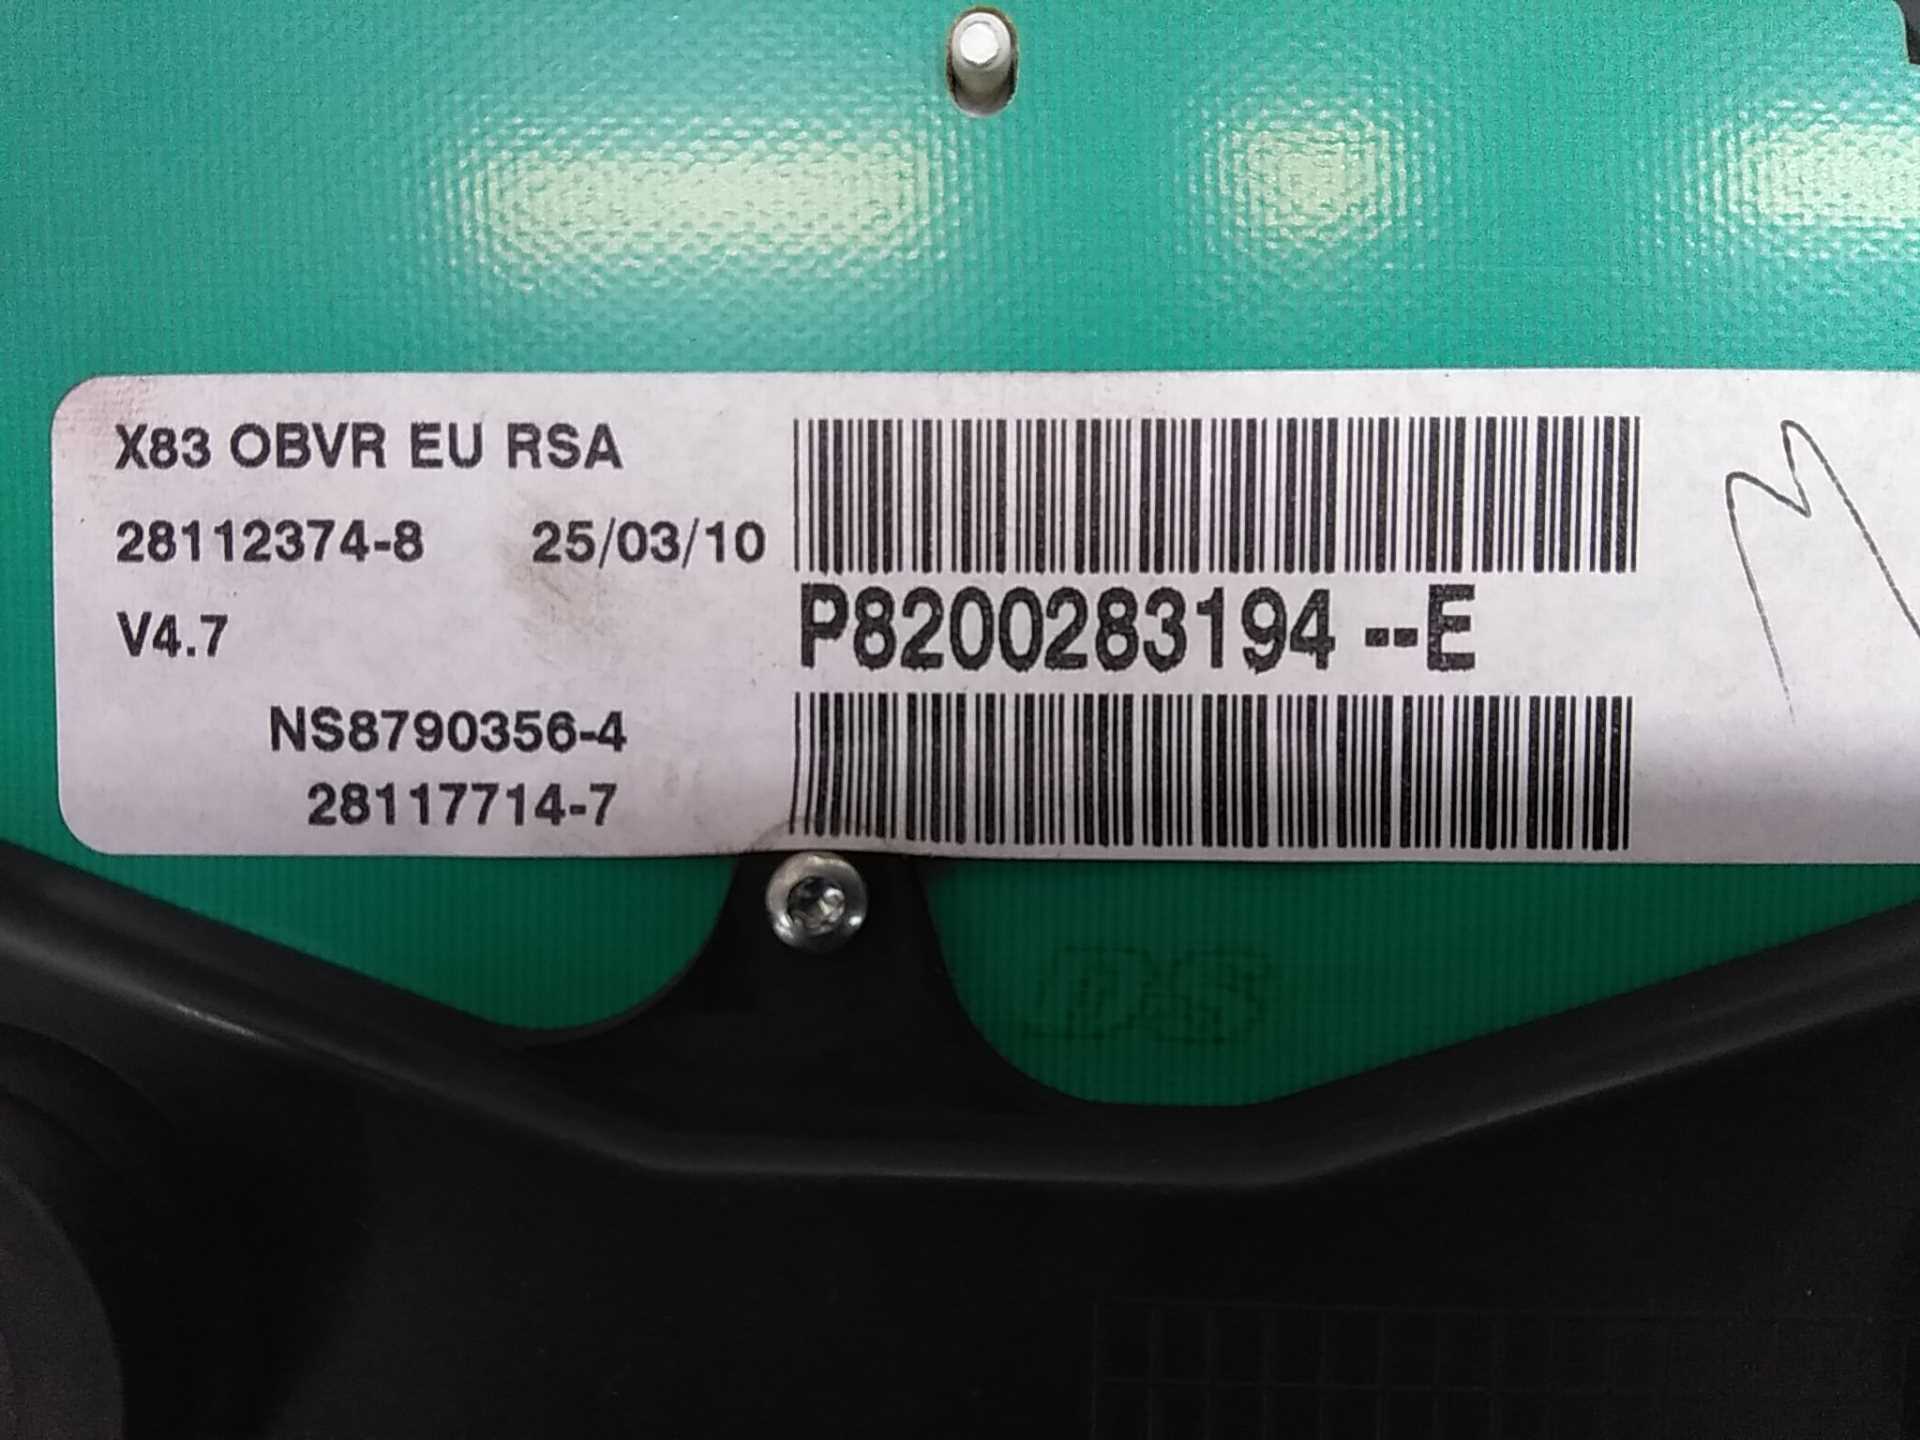 X83 OBVR EU RSA
28112374-8 25/03/10
V4.7
P8200283194--E
NS8790356-4
28117714-7